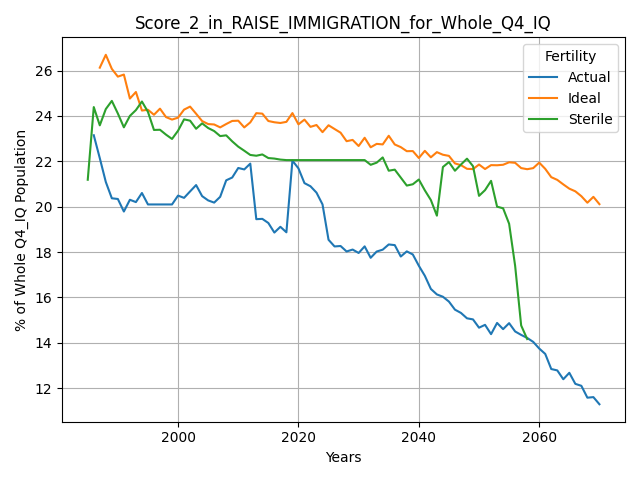 Score_2_in_RAISE_IMMIGRATION_for_Whole_Q4_IQ
Fertility
Actual
Ideal
Sterile
26
24
22
20
18
16
14
12
% of Whole Q4_IQ Population
2000
2020
2040
2060
Years